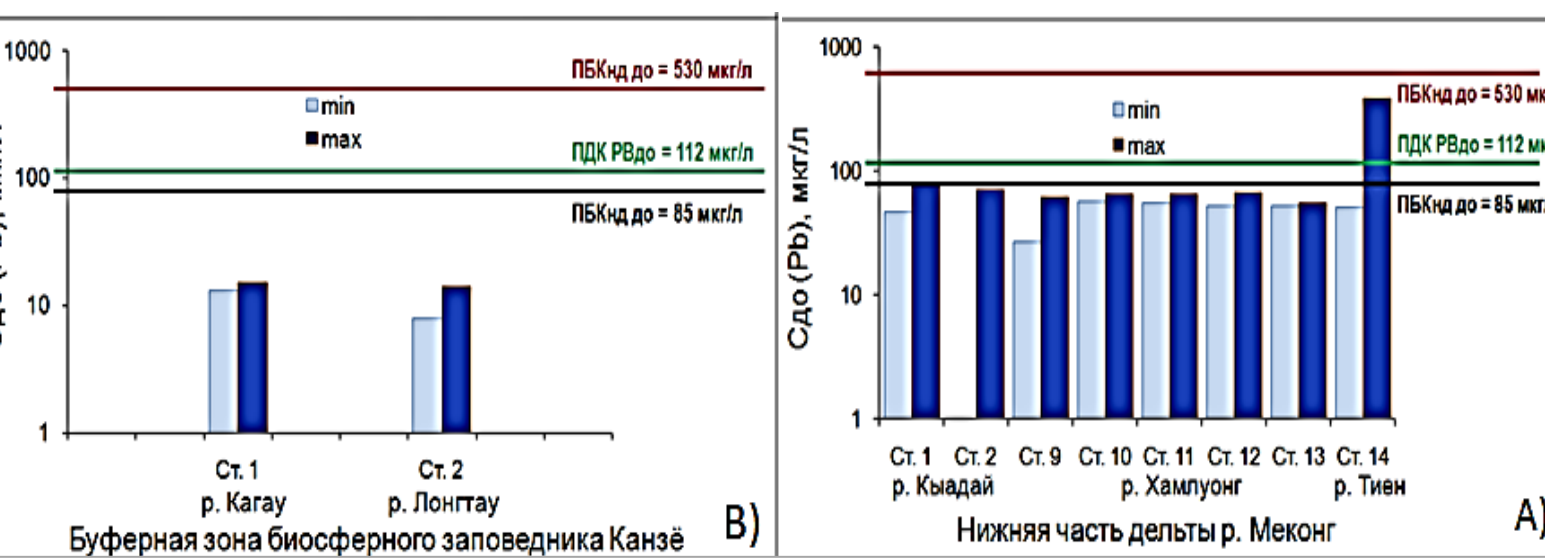 1000
100
10
1
ПБКнд до = 530 мкг/л
min
max
ПДК РВдо = 112 мкг/л
ПБКнд до = 85 мкг/л
Ст. 1
Ст. 2
р. Кагау
р. Лонгтау
Буферная зона биосферного заповедника Канзё
В)
1000
100
10
1
Сдо (Pb), мкг/л
min
max
ПБКнд до = 530 мк
ПДК РВдо = 112 мк
ПБКнд до = 85 мкг/
Ст. 1 Ст. 2 Ст. 9 Ст. 10 Ст. 11 Ст. 12 Ст. 13 Ст. 14
р. Кыадай р. Хамлуонг р. Тиен
Нижняя часть дельты р. Меконг
А)